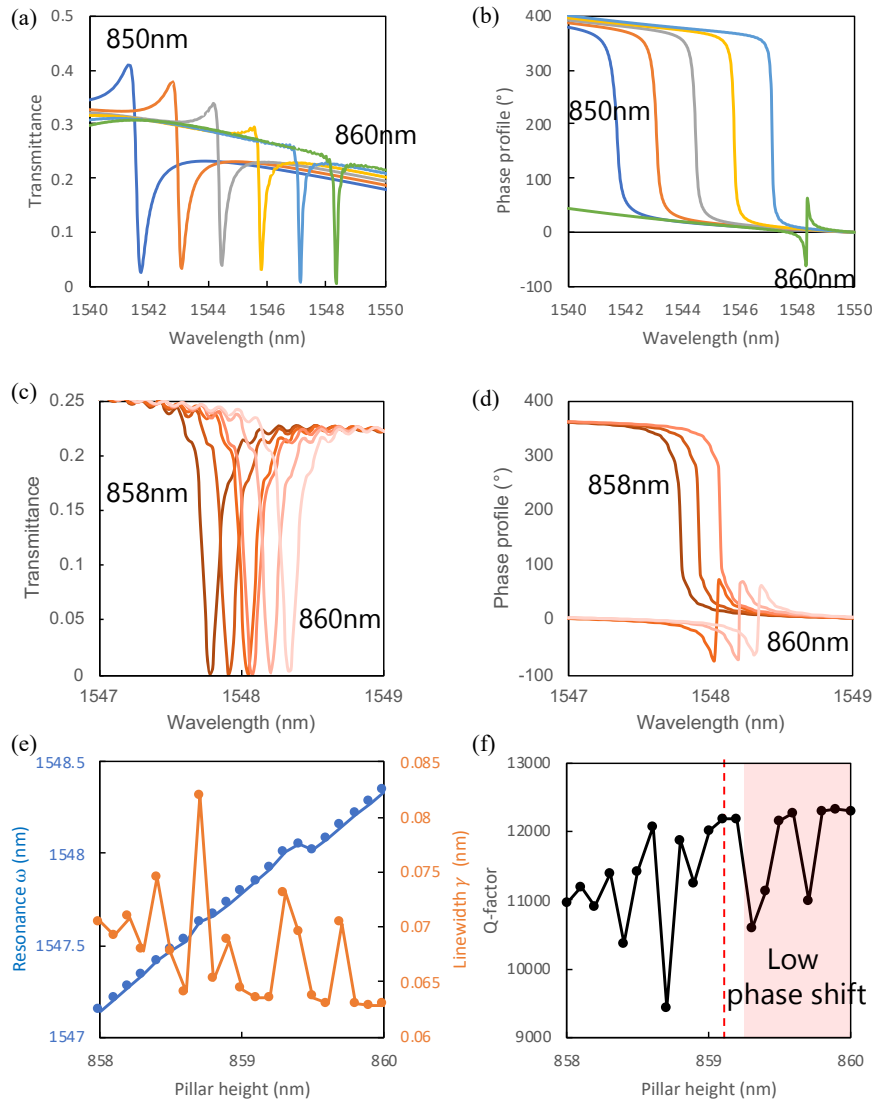 (a)
0.5
0.4
0.3
0.2
0.1
0
Transmittance
850nm
860nm
1540 1542 1544 1546 1548 1550
Wavelength (nm)
(b)
400
300
200
100
0
-100
Phase profile (°)
850nm
860nm
1540 1542 1544 1546 1548 1550
Wavelength (nm)
(c)
0.25
0.2
0.15
0.1
0.05
0
Transmittance
858nm
860nm
1547 1548 1549
Wavelength (nm)
(d)
400
300
200
100
0
-100
Phase profile (°)
858nm
860nm
1547 1548 1549
Wavelength (nm)
(e)
1548.5
1548
1547.5
1547
Resonance ω (nm)
0.085
0.08
0.075
0.07
0.065
0.06
Linewidth γ (nm)
858 859 860
Pillar height (nm)
(f)
13000
12000
11000
10000
9000
Q-factor
Low
phase shift
858 859 860
Pillar height (nm)